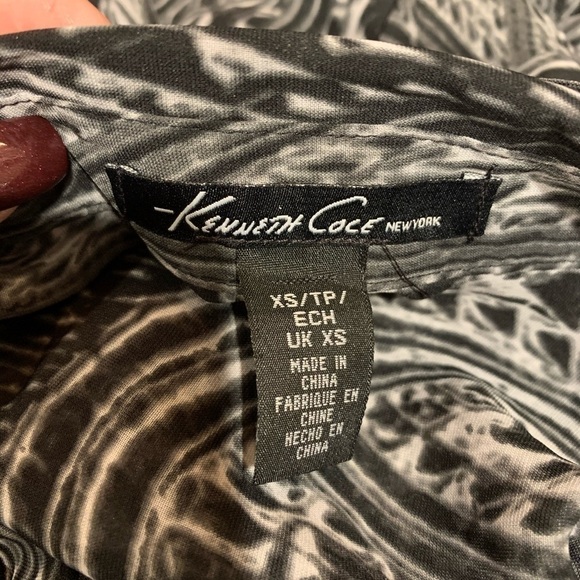 KENNETH COLE NEW YORK
XS/TP/
ECH
UK XS
MADE IN
CHINA
FABRIQUE EN
CHINE
HECHO EN
CHINA